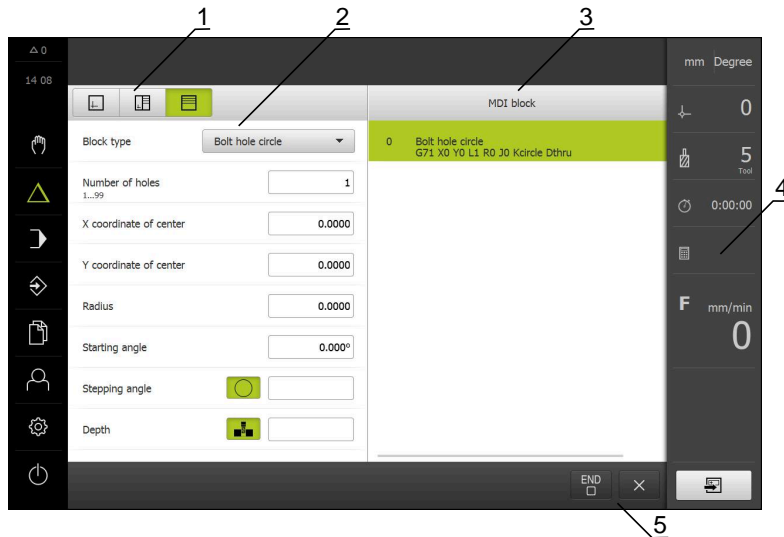 1
2
3
0
14 08
mm Degree
MDI block
0
Block type
Bolt hole circle
0 Bolt hole circle
G71 X0 Y0 L1 R0 J0 Kcircle Dthru
5
Tool
Number of holes
1...99
1
4
0:00:00
X coordinate of center
0.0000
Y coordinate of center
0.0000
Radius
0.0000
F mm/min
0
Starting angle
0.000°
Stepping angle
Depth
END
5